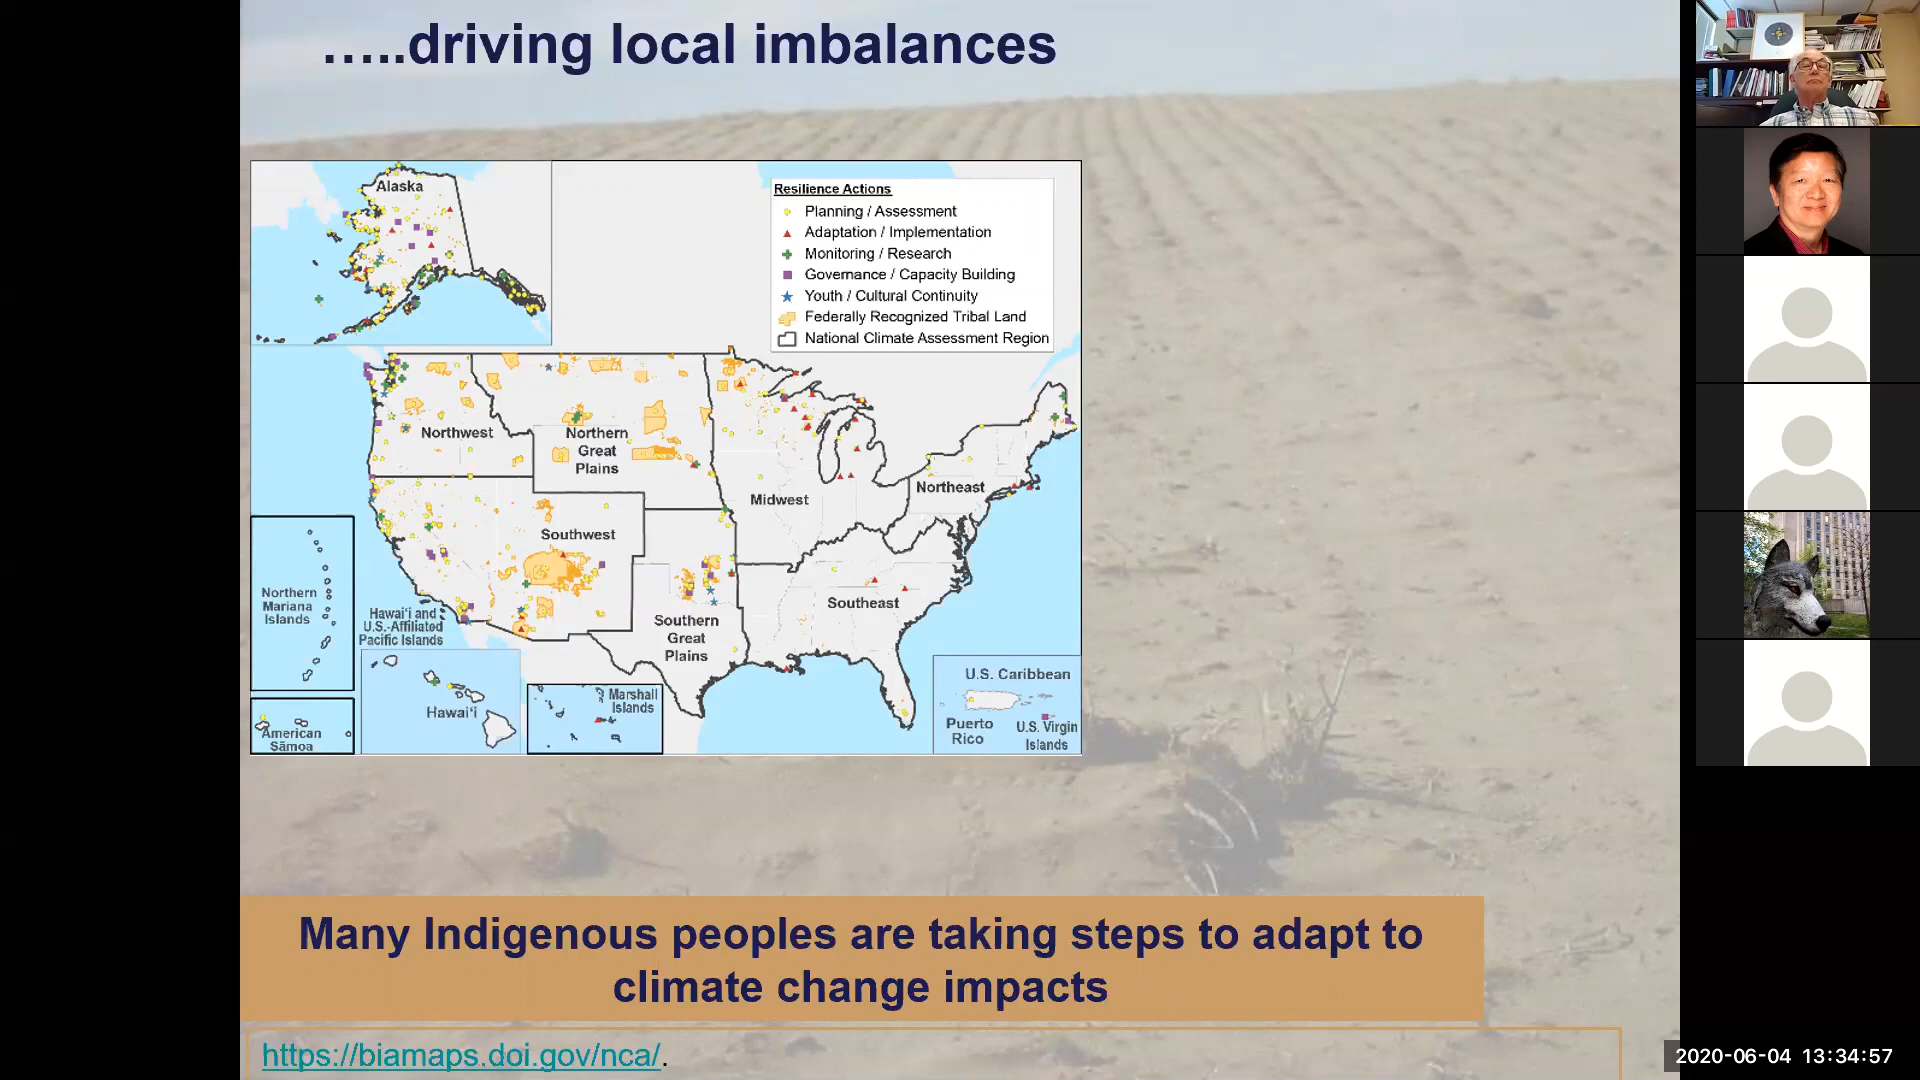 …..driving local imbalances
Alaska
Resilience Actions
Planning / Assessment
Adaptation / Implementation
Monitoring / Research
Governance / Capacity Building
Youth / Cultural Continuity
Federally Recognized Tribal Land
National Climate Assessment Region
Northwest
Northern
Great
Plains
Midwest
Northeast
Southwest
Southeast
Southern
Great
Plains
Northern
Mariana
Islands
Hawai‘i and
U.S.-Affiliated
Pacific Islands
Hawai‘i
Marshall
Islands
American
Sāmoa
U.S. Caribbean
Puerto
Rico
U.S. Virgin
Islands
Many Indigenous peoples are taking steps to adapt to
climate change impacts
https://biamaps.doi.gov/nca/.
2020-06-04 13:34:57